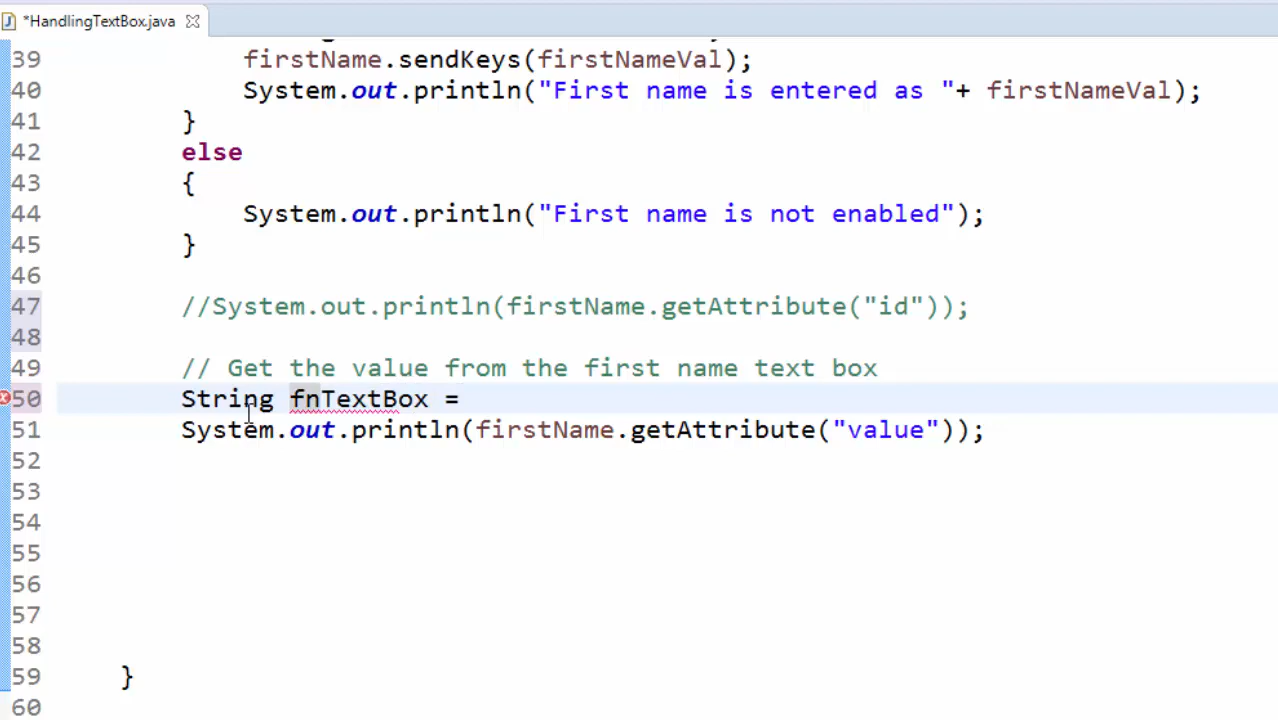 *HandlingTextBox.java
39 firstName.sendKeys(firstNameVal);
40 System.out.println("First name is entered as "+ firstNameVal);
41 }
42 else
43 {
44 System.out.println("First name is not enabled");
45 }
46
47 //System.out.println(firstName.getAttribute("id"));
48
49 // Get the value from the first name text box
50 String fnTextBox =
51 System.out.println(firstName.getAttribute("value"));
52
53
54
55
56
57
58
59 }
60